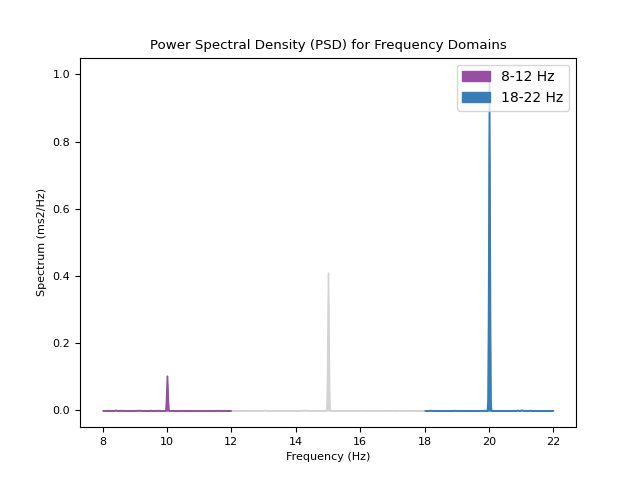 Power Spectral Density (PSD) for Frequency Domains
1.0
0.8
0.6
0.4
0.2
0.0
Spectrum (ms2/Hz)
8-12 Hz
18-22 Hz
8 10 12 14 16 18 20 22
Frequency (Hz)